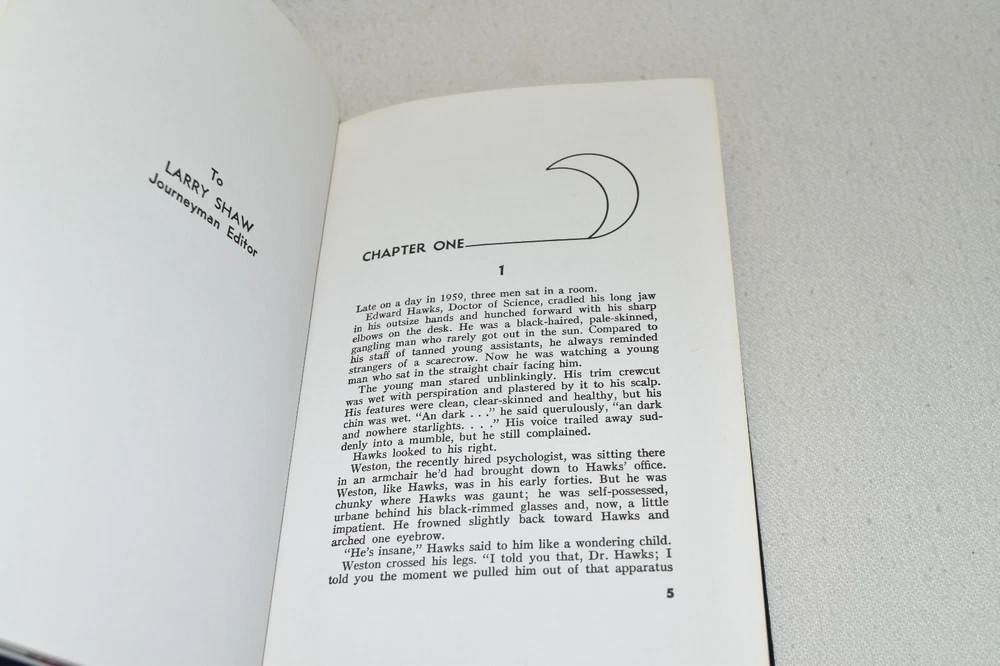 To
LARRY SHAW
Journeyman Editor
CHAPTER ONE
1
Late on a day in 1959, three men sat in a room.
Edward Hawks, Doctor of Science, cradled his long jaw
in his outsize hands and hunched forward with his sharp
elbows on the desk. He was a black-haired, pale-skinned,
gangling man who rarely got out in the sun. Compared to
his staff of tanned young assistants, he always reminded
strangers of a scarecrow. Now he was watching a young
man who sat in the straight chair facing him.
The young man stared unblinkingly. His trim crewcut
was wet with perspiration and plastered by it to his scalp.
His features were clean, clear-skinned and healthy, but his
chin was wet. “An dark . . .” he said querulously, “an dark
and nowhere starlights. . . .” His voice trailed away sud-
denly into a mumble, but he still complained.
Hawks looked to his right.
Weston, the recently hired psychologist, was sitting there
in an armchair he’d had brought down to Hawks’ office.
Weston, like Hawks, was in his early forties. But he was
chunky where Hawks was gaunt; he was self-possessed,
urbane behind his black-rimmed glasses and, now, a little
impatient. He frowned slightly back toward Hawks and
arched one eyebrow.
“He’s insane,” Hawks said to him like a wondering child.
Weston crossed his legs. “I told you that, Dr. Hawks; I
told you the moment we pulled him out of that apparatus
5